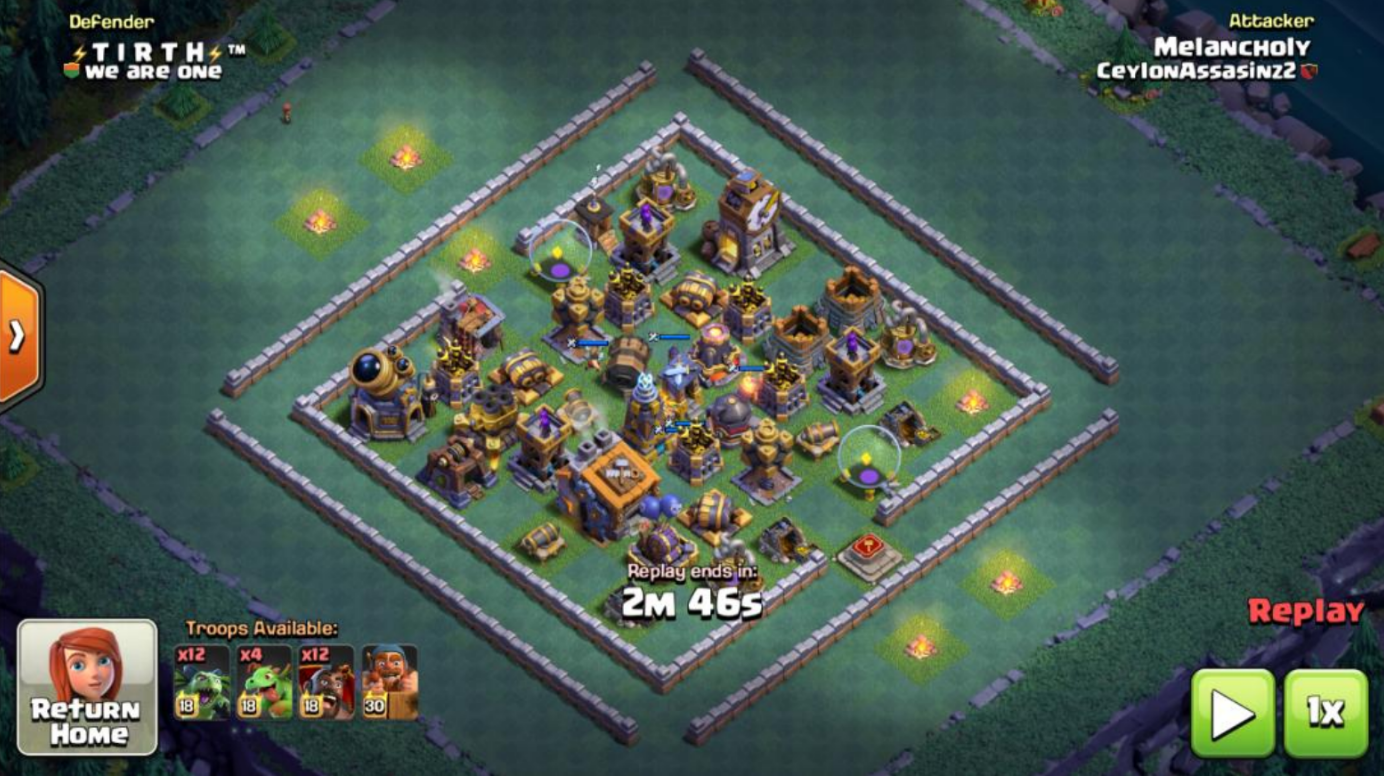 Defender
⚡T I R T H⚡™
we are one
Attacker
Melancholy
CeylonAssasinz2
Replay ends in:
2m 46s
Replay
Troops Available:
x12
x4
x12
18
18
18
30
Return
Home
1x